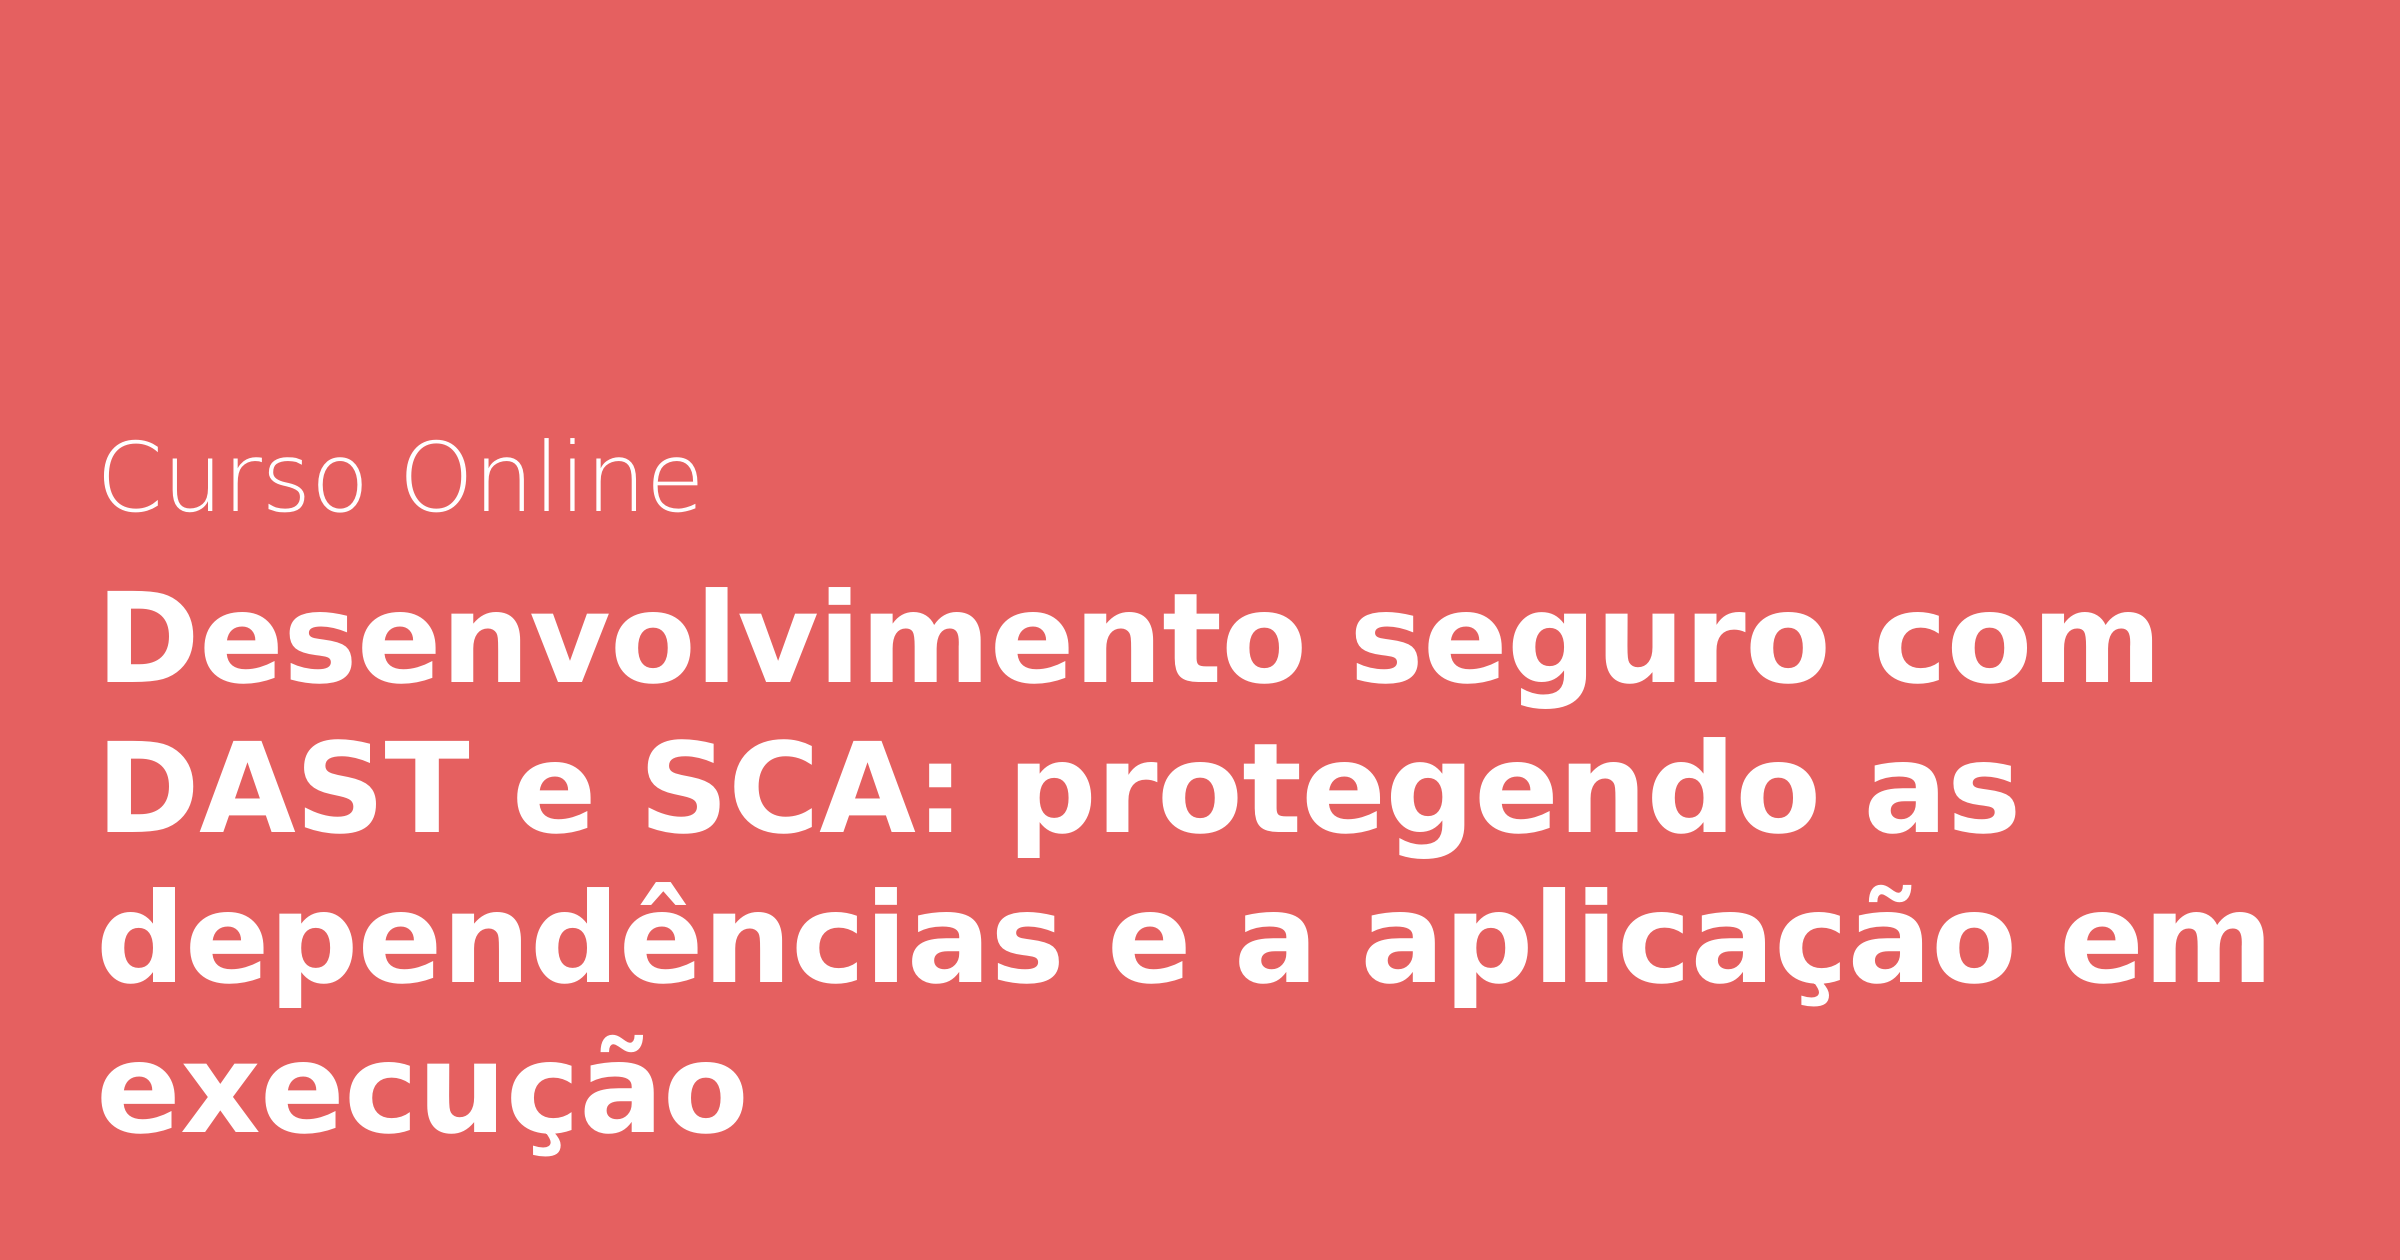 Curso Online
Desenvolvimento seguro com
DAST e SCA: protegendo as
dependências e a aplicação em
execução